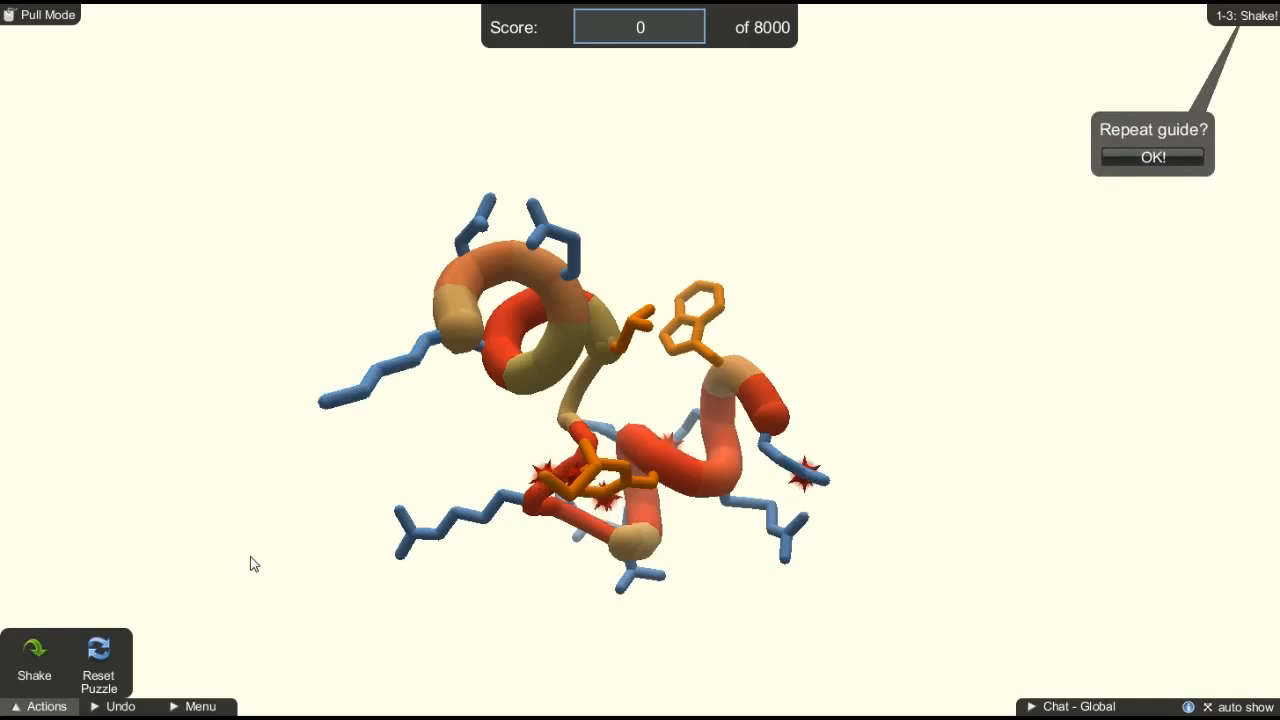 Pull Mode
Score: 0 of 8000
1-3: Shake!
Repeat guide?
OK!
Shake
Reset
Puzzle
Actions
Undo
Menu
Chat - Global
auto show